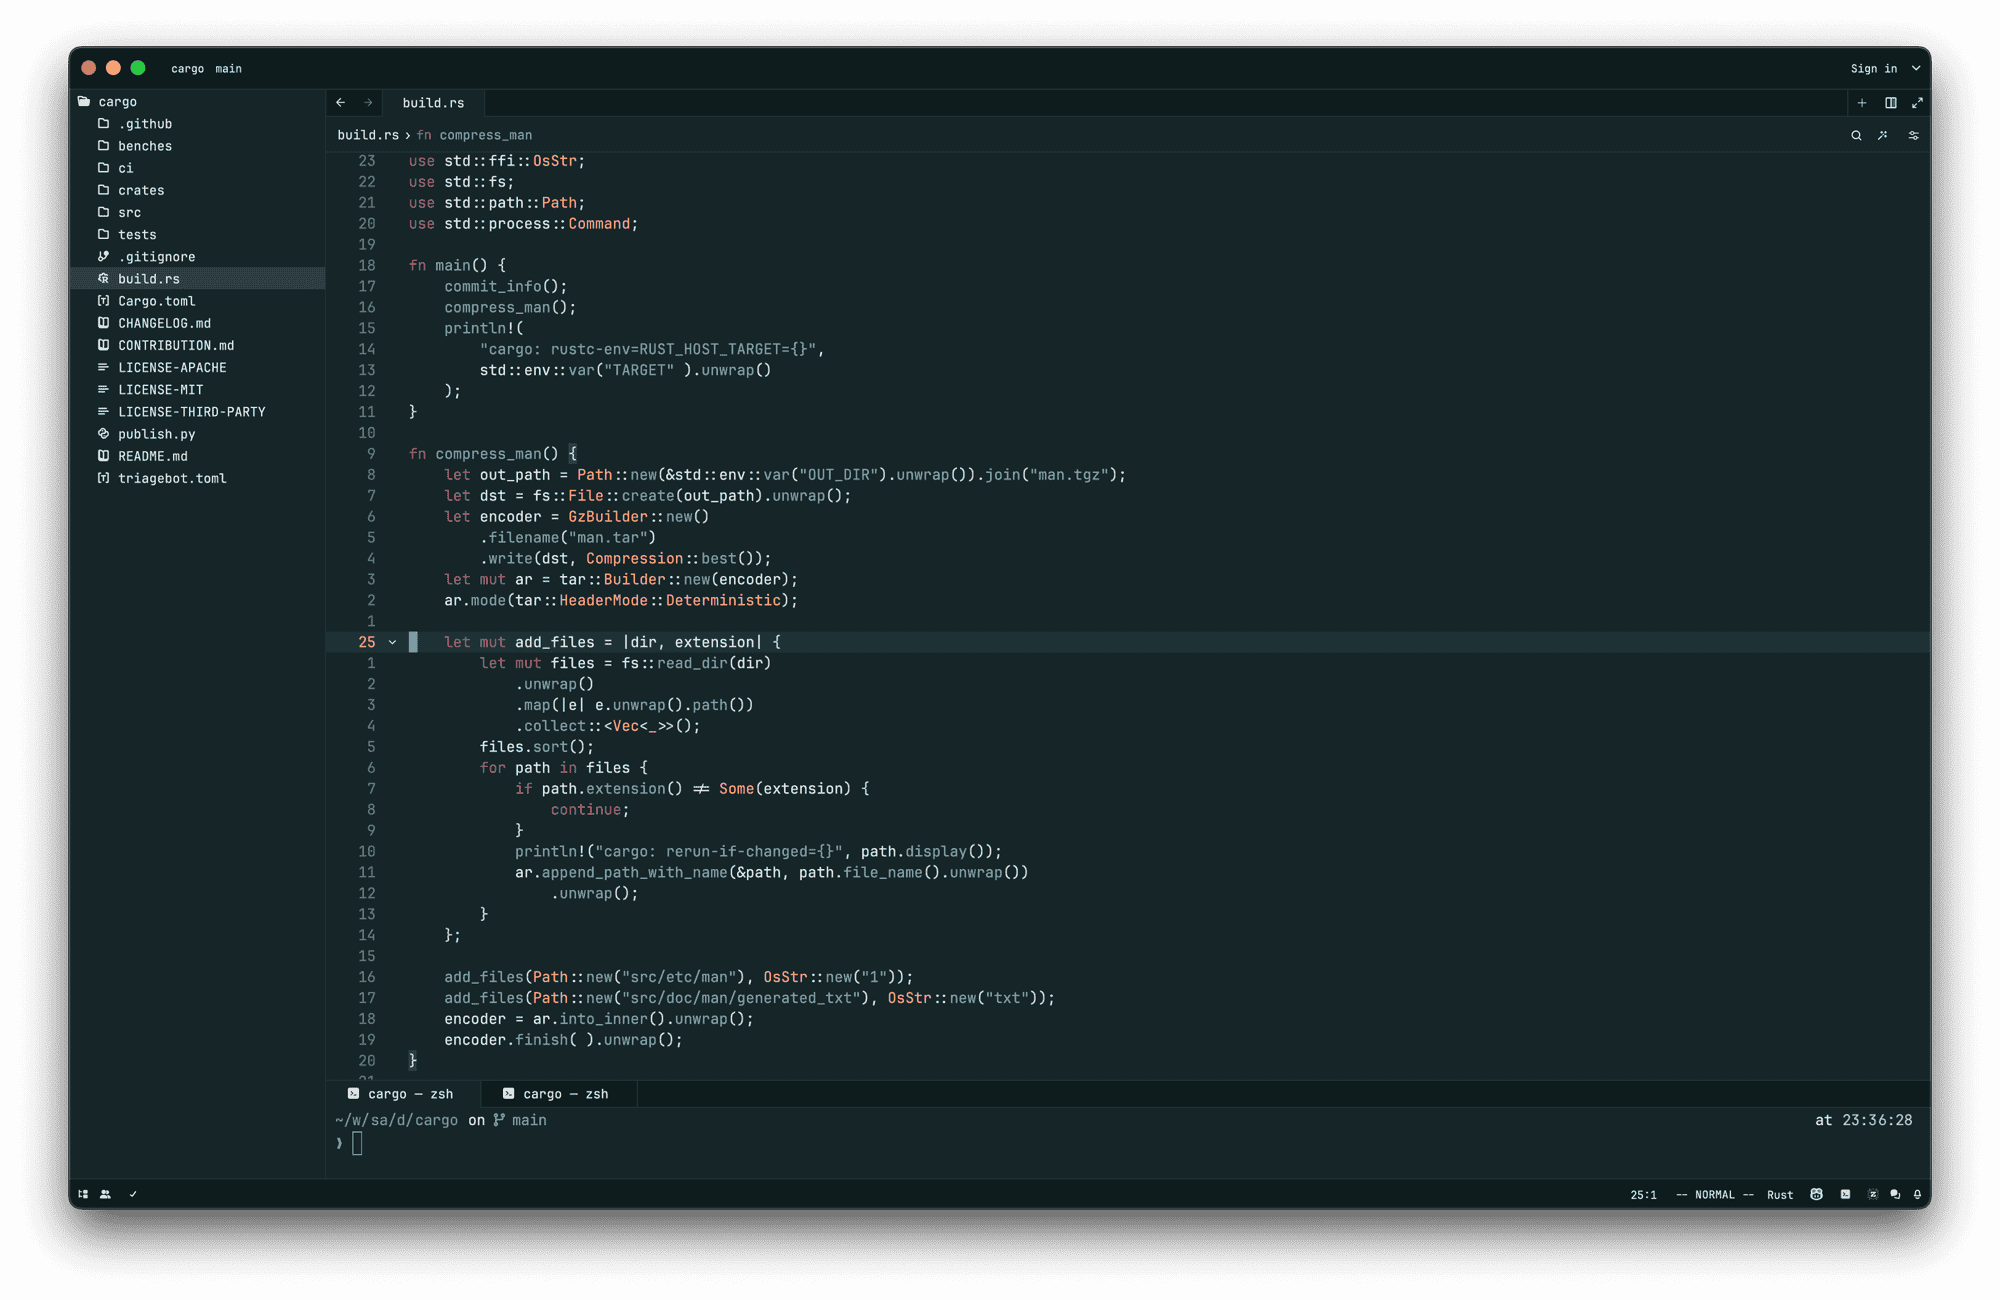 cargo main
Sign in
cargo
.github
benches
ci
crates
src
tests
.gitignore
build.rs
Cargo.toml
CHANGELOG.md
CONTRIBUTION.md
LICENSE-APACHE
LICENSE-MIT
LICENSE-THIRD-PARTY
publish.py
README.md
triagebot.toml
build.rs
build.rs › fn compress_man
23 use std::ffi::OsStr;
22 use std::fs;
21 use std::path::Path;
20 use std::process::Command;
19
18 fn main() {
17     commit_info();
16     compress_man();
15     println!(
14         "cargo: rustc-env=RUST_HOST_TARGET={}",
13         std::env::var("TARGET" ).unwrap()
12     );
11 }
10
9 fn compress_man() {
8     let out_path = Path::new(&std::env::var("OUT_DIR").unwrap()).join("man.tgz");
7     let dst = fs::File::create(out_path).unwrap();
6     let encoder = GzBuilder::new()
5         .filename("man.tar")
4         .write(dst, Compression::best());
3     let mut ar = tar::Builder::new(encoder);
2     ar.mode(tar::HeaderMode::Deterministic);
1
25     let mut add_files = |dir, extension| {
1         let mut files = fs::read_dir(dir)
2             .unwrap()
3             .map(|e| e.unwrap().path())
4             .collect::<Vec<_>>();
5         files.sort();
6         for path in files {
7             if path.extension() != Some(extension) {
8                 continue;
9             }
10             println!("cargo: rerun-if-changed={}", path.display());
11             ar.append_path_with_name(&path, path.file_name().unwrap())
12                 .unwrap();
13         }
14     };
15
16     add_files(Path::new("src/etc/man"), OsStr::new("1"));
17     add_files(Path::new("src/doc/man/generated_txt"), OsStr::new("txt"));
18     encoder = ar.into_inner().unwrap();
19     encoder.finish( ).unwrap();
20 }
21
cargo — zsh
cargo — zsh
~/w/sa/d/cargo on main
at 23:36:28
❯
25:1 -- NORMAL -- Rust